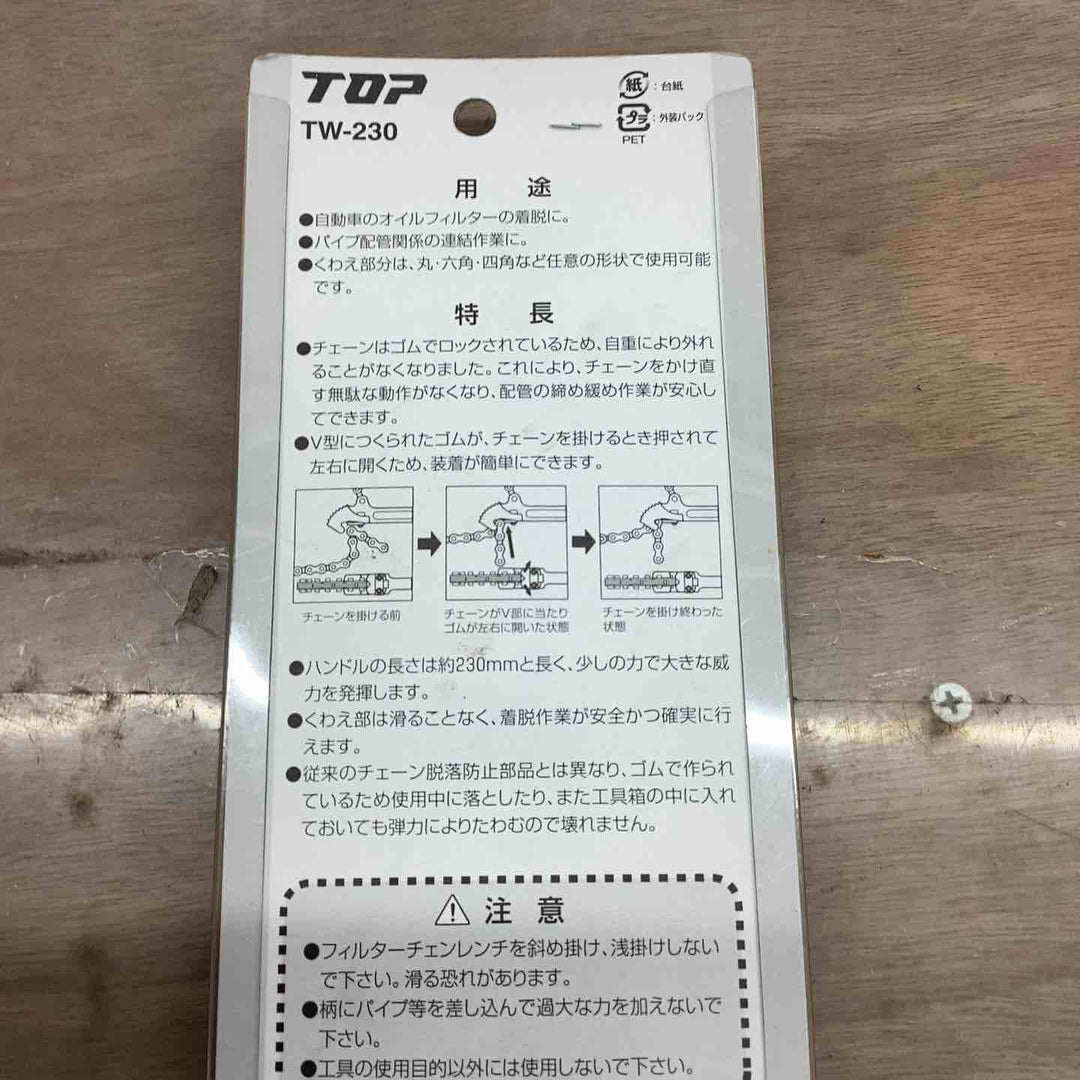 TOP
TW-230
紙:台紙
プラ:外装パック
PET
用 途
●自動車のオイルフィルターの着脱に。
●パイプ配管関係の連結作業に。
●くわえ部分は、丸・六角・四角など任意の形状で使用可能
です。
特 長
●チェーンはゴムでロックされているため、自重により外れ
ることがなくなりました。これにより、チェーンをかけ直
す無駄な動作がなくなり、配管の締め緩め作業が安心し
てできます。
●V型につくられたゴムが、チェーンを掛けるとき押されて
左右に開くため、装着が簡単にできます。
チェーンを掛ける前
チェーンがV部に当たり
ゴムが左右に開いた状態
チェーンを掛け終わった
状態
●ハンドルの長さは約230mmと長く、少しの力で大きな威
力を発揮します。
●くわえ部は滑ることなく、着脱作業が安全かつ確実に行
えます。
●従来のチェーン脱落防止部品とは異なり、ゴムで作られ
ているため使用中に落としたり、また工具箱の中に入れ
ておいても弾力によりたわむので壊れません。
注 意
●フィルターチェンレンチを斜め掛け、浅掛けしない
で下さい。滑る恐れがあります。
●柄にパイプ等を差し込んで過大な力を加えないで
下さい。
●工具の使用目的以外には使用しないで下さい。